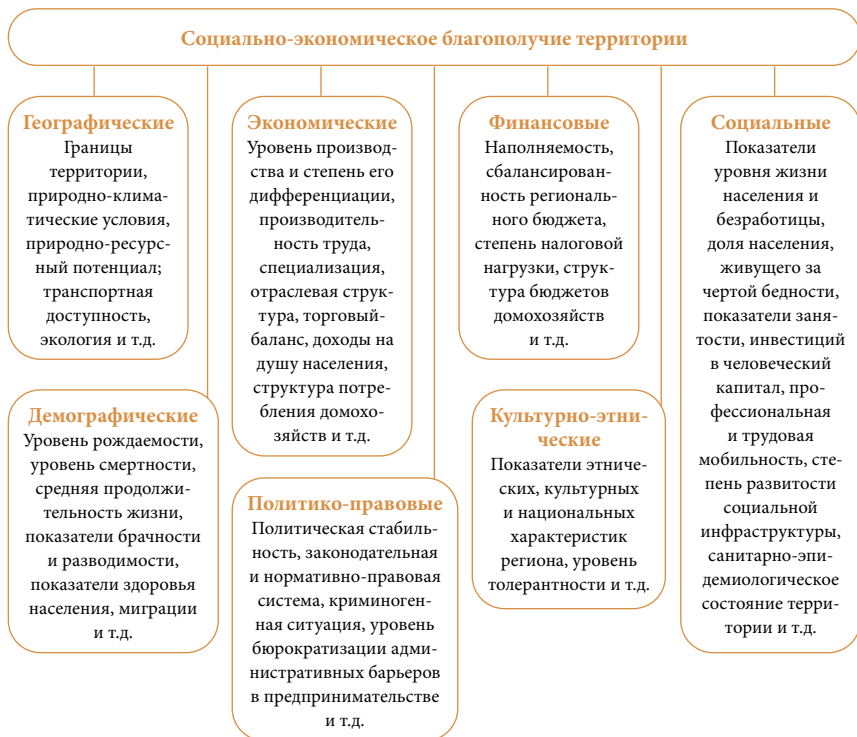 Социально-экономическое благополучие территории
Географические
Границы
территории,
природно-клима-
тические условия,
природно-ресурс-
ный потенциал;
транспортная
доступность,
экология и т.д.
Экономические
Уровень производ-
ства и степень его
дифференциации,
производитель-
ность труда,
специализация,
отраслевая струк-
тура, торговый-
баланс, доходы на
душу населения,
структура потре-
бления домохо-
зяйств и т.д.
Финансовые
Наполняемость,
сбалансирован-
ность региональ-
ного бюджета,
степень налоговой
нагрузки, струк-
тура бюджетов
домохозяйств
и т.д.
Социальные
Показатели
уровня жизни
населения и
безработицы,
доля населения,
живущего за
чертой бедности,
показатели заня-
тости, инвестиций
в человеческий
капитал, про-
фессиональная
и трудовая
мобильность, сте-
пень развитости
социальной
инфраструктуры,
санитарно-эпи-
демиологическое
состояние терри-
тории и т.д.
Демографические
Уровень рождаемости,
уровень смертности,
средняя продолжи-
тельность жизни,
показатели брачности
и разводимости,
показатели здоровья
населения, миграции
и т.д.
Политико-правовые
Политическая стабиль-
ность, законодательная
и нормативно-правовая
система, криминоген-
ная ситуация, уровень
бюрократизации адми-
нистративных барьеров
в предпринимательстве
и т.д.
Культурно-этни-
ческие
Показатели этниче-
ских, культурных
и национальных
характеристик
региона, уровень
толерантности и т.д.